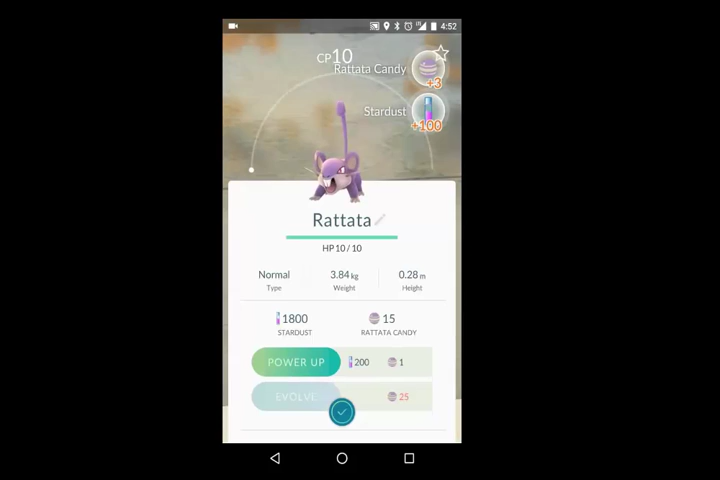 4:52
CP10
Rattata Candy
+3
Stardust
+100
Rattata
HP 10 / 10
Normal 3.84 kg 0.28 m
Type Weight Height
1800 15
STARDUST RATTATA CANDY
POWER UP 200 1
EVOLVE 25